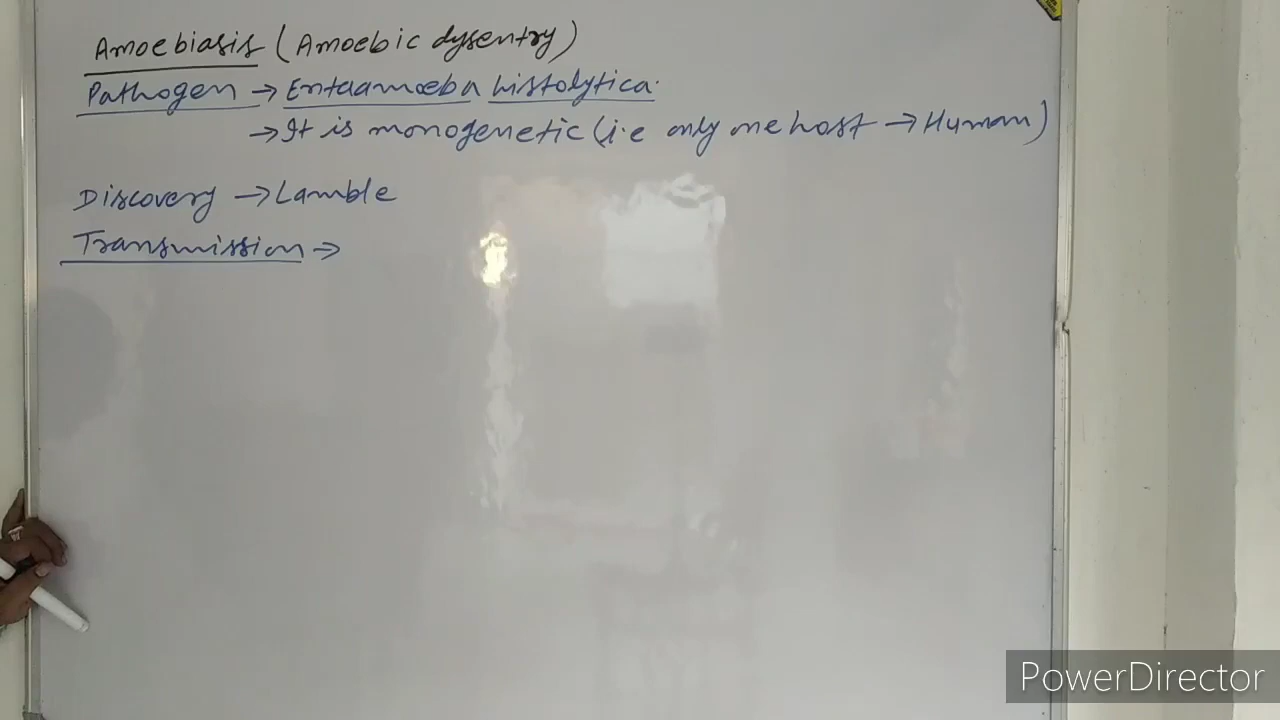 Amoebiasis (Amoebic dysentry)
Pathogen → Entaamoeba histolytica.
→ It is monogenetic (i.e only one host → Human)
Discovery → Lamble
Transmission →
PowerDirector